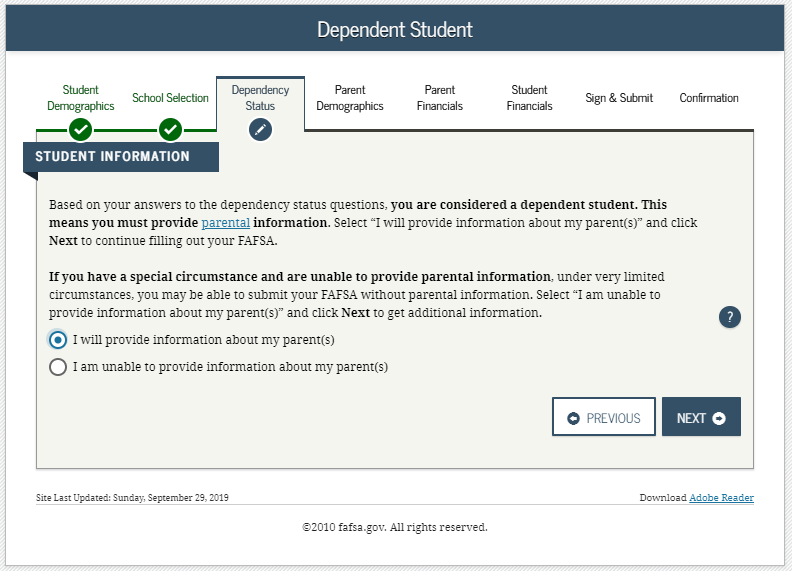 Dependent Student
Student Demographics
School Selection
Dependency Status
Parent Demographics
Parent Financials
Student Financials
Sign & Submit
Confirmation
STUDENT INFORMATION
Based on your answers to the dependency status questions, you are considered a dependent student. This
means you must provide parental information. Select “I will provide information about my parent(s)” and click
Next to continue filling out your FAFSA.
If you have a special circumstance and are unable to provide parental information, under very limited
circumstances, you may be able to submit your FAFSA without parental information. Select “I am unable to
provide information about my parent(s)” and click Next to get additional information.
?
I will provide information about my parent(s)
I am unable to provide information about my parent(s)
PREVIOUS NEXT
Site Last Updated: Sunday, September 29, 2019 Download Adobe Reader
©2010 fafsa.gov. All rights reserved.